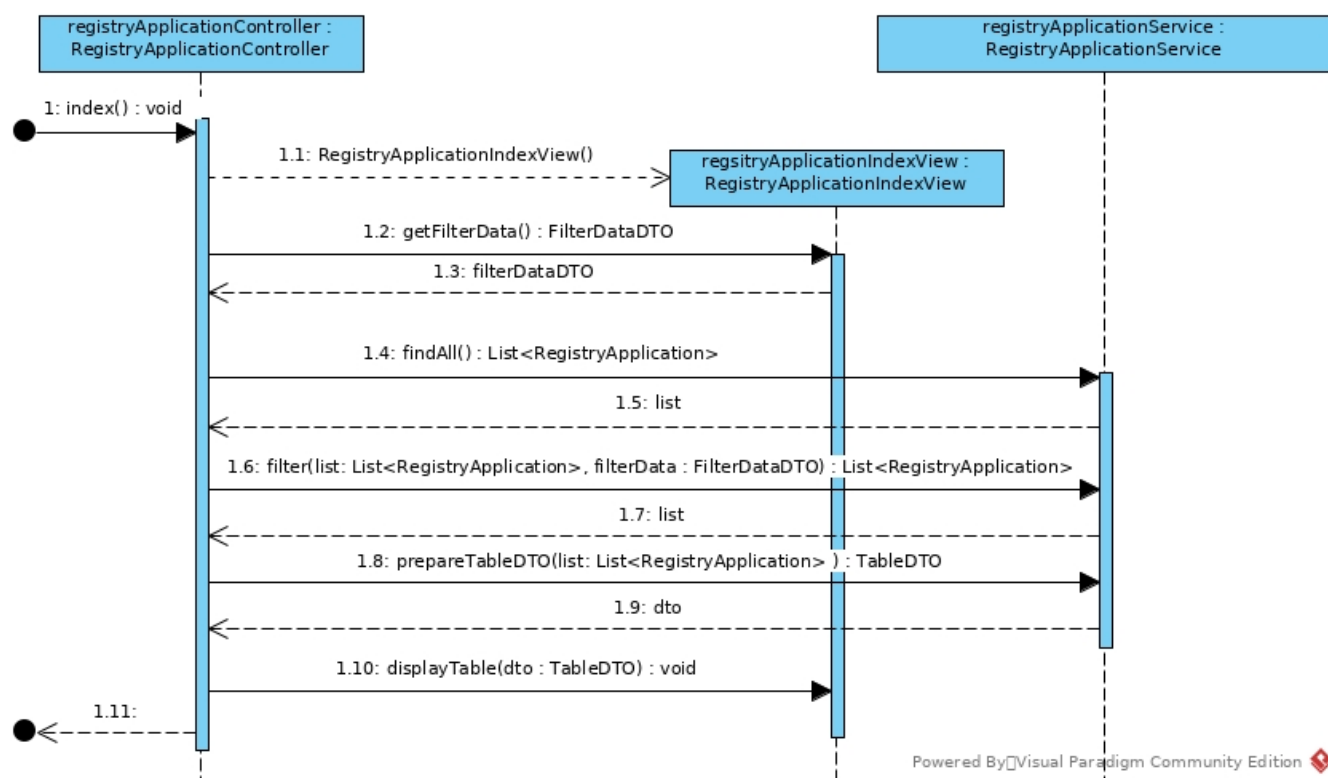 registryApplicationController :
RegistryApplicationController
registryApplicationService :
RegistryApplicationService
1: index() : void
1.1: RegistryApplicationIndexView()
regsitryApplicationIndexView :
RegistryApplicationIndexView
1.2: getFilterData() : FilterDataDTO
1.3: filterDataDTO
1.4: findAll() : List<RegistryApplication>
1.5: list
1.6: filter(list: List<RegistryApplication>, filterData : FilterDataDTO) : List<RegistryApplication>
1.7: list
1.8: prepareTableDTO(list: List<RegistryApplication> ) : TableDTO
1.9: dto
1.10: displayTable(dto : TableDTO) : void
1.11:
Powered By▯Visual Paradigm Community Edition